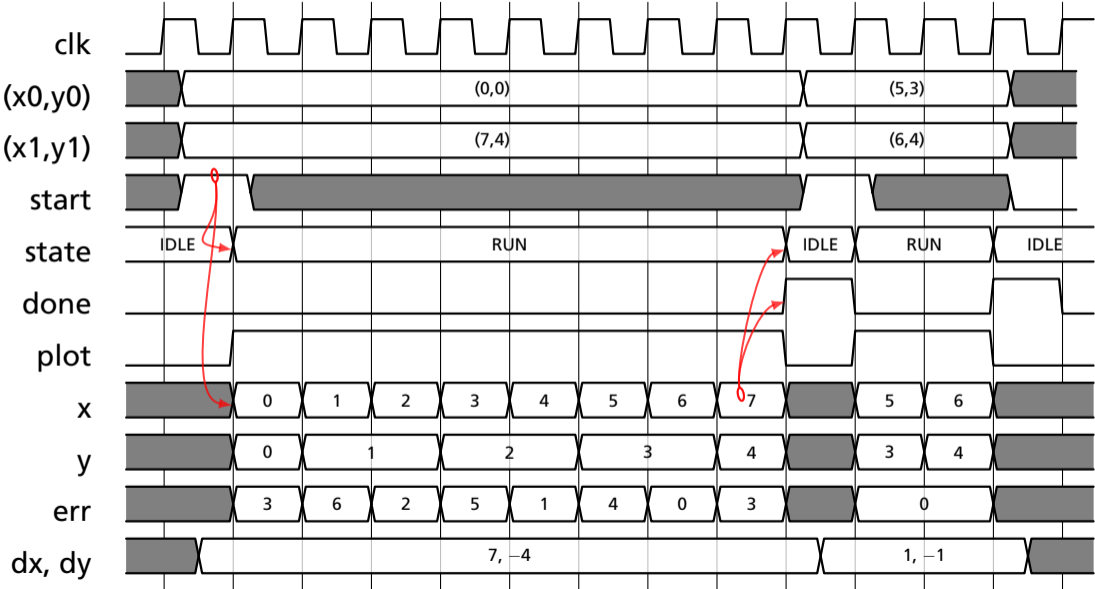 clk
(x0,y0) (0,0) (5,3)
(x1,y1) (7,4) (6,4)
start
state IDLE RUN IDLE RUN IDLE
done
plot
x 0 1 2 3 4 5 6 7 5 6
y 0 1 2 3 4 3 4
err 3 6 2 5 1 4 0 3 0
dx, dy 7, −4 1, −1